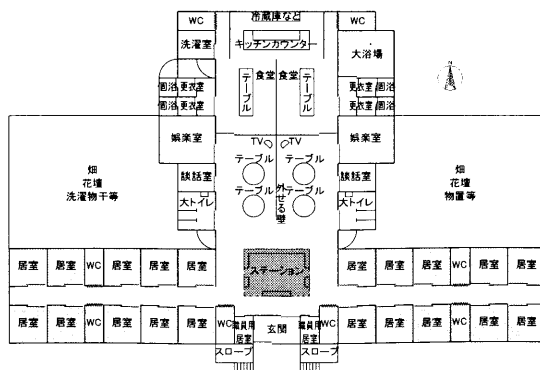 WC
冷蔵庫など
WC
洗濯室
キッチンカウンター
大浴場
テーブル
食堂
食堂
テーブル
個浴
更衣室
更衣室
個浴
個浴
更衣室
更衣室
個浴
娯楽室
娯楽室
TV
TV
畑
花壇
洗濯物干等
談話室
テーブル
テーブル
談話室
畑
花壇
物置等
大トイレ
テーブル
外せる壁
テーブル
大トイレ
N
居室
居室
WC
居室
居室
居室
ステーション
居室
居室
居室
WC
居室
居室
居室
居室
WC
居室
居室
居室
WC
職員用
居室
玄関
職員用
居室
WC
居室
居室
居室
WC
居室
居室
スロープ
スロープ